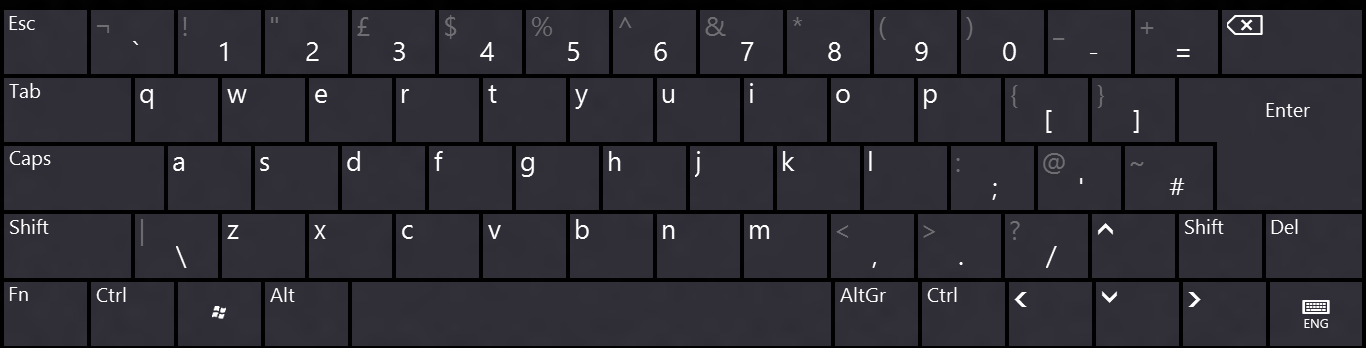 Esc ¬ ` ! 1 " 2 £ 3 $ 4 % 5 ^ 6 & 7 * 8 ( 9 ) 0 _ - + =
Tab q w e r t y u i o p { [ } ] Enter
Caps a s d f g h j k l : ; @ ' ~ #
Shift | \ z x c v b n m < , > . ? / Shift Del
Fn Ctrl Alt AltGr Ctrl ENG